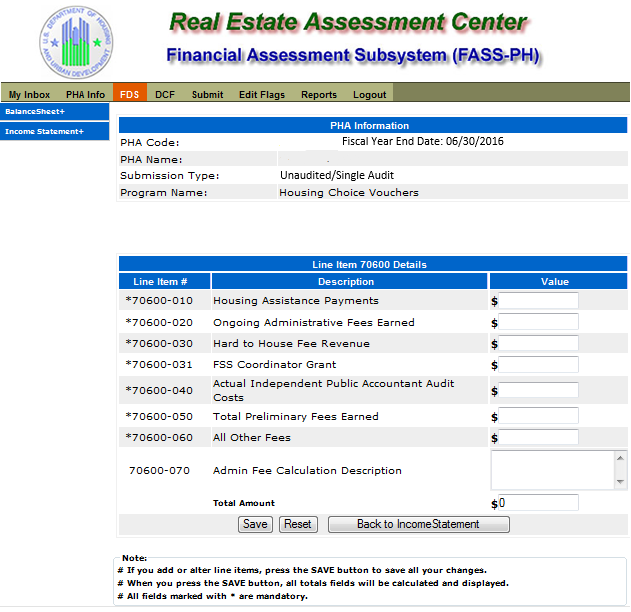 U.S. DEPARTMENT OF HOUSING
AND URBAN DEVELOPMENT
Real Estate Assessment Center
Financial Assessment Subsystem (FASS-PH)
My Inbox PHA Info FDS DCF Submit Edit Flags Reports Logout
BalanceSheet+
Income Statement+
PHA Information
PHA Code: Fiscal Year End Date: 06/30/2016
PHA Name:
Submission Type: Unaudited/Single Audit
Program Name: Housing Choice Vouchers
Line Item 70600 Details
Line Item # Description Value
*70600-010 Housing Assistance Payments $
*70600-020 Ongoing Administrative Fees Earned $
*70600-030 Hard to House Fee Revenue $
*70600-031 FSS Coordinator Grant $
*70600-040 Actual Independent Public Accountant Audit
Costs $
*70600-050 Total Preliminary Fees Earned $
*70600-060 All Other Fees $
70600-070 Admin Fee Calculation Description
Total Amount $0
Save Reset Back to IncomeStatement
Note:
# If you add or alter line items, press the SAVE button to save all your changes.
# When you press the SAVE button, all totals fields will be calculated and displayed.
# All fields marked with * are mandatory.